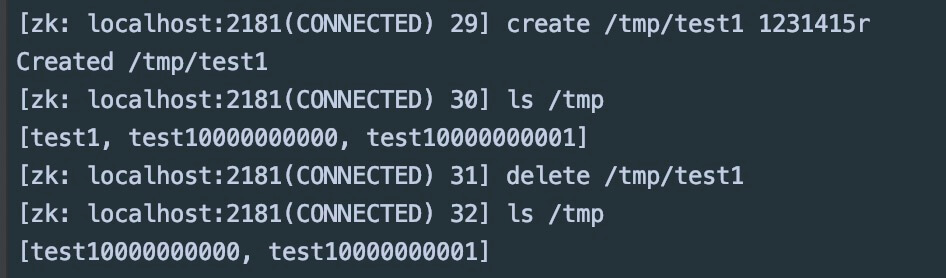 [zk: localhost:2181(CONNECTED) 29] create /tmp/test1 1231415r
Created /tmp/test1
[zk: localhost:2181(CONNECTED) 30] ls /tmp
[test1, test10000000000, test10000000001]
[zk: localhost:2181(CONNECTED) 31] delete /tmp/test1
[zk: localhost:2181(CONNECTED) 32] ls /tmp
[test10000000000, test10000000001]